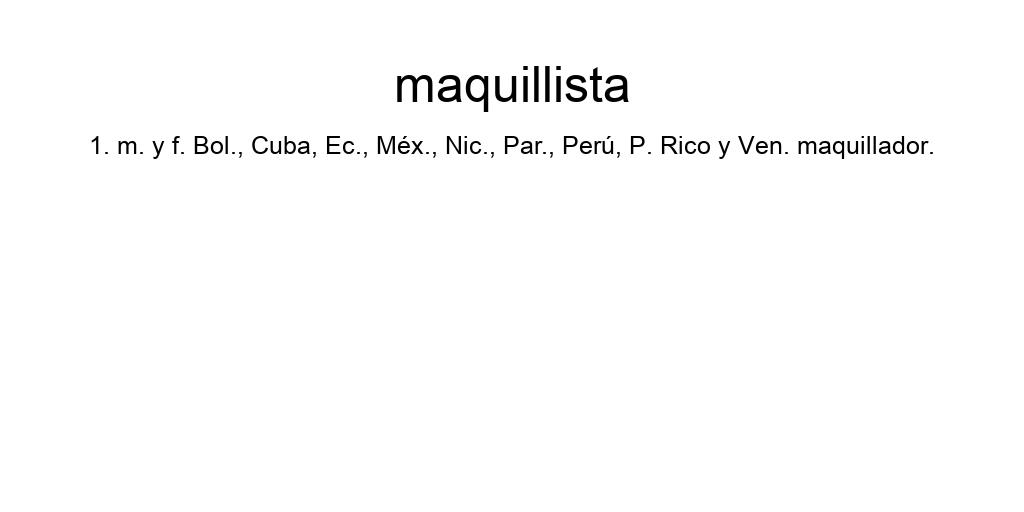 maquillista
1. m. y f. Bol., Cuba, Ec., Méx., Nic., Par., Perú, P. Rico y Ven. maquillador.